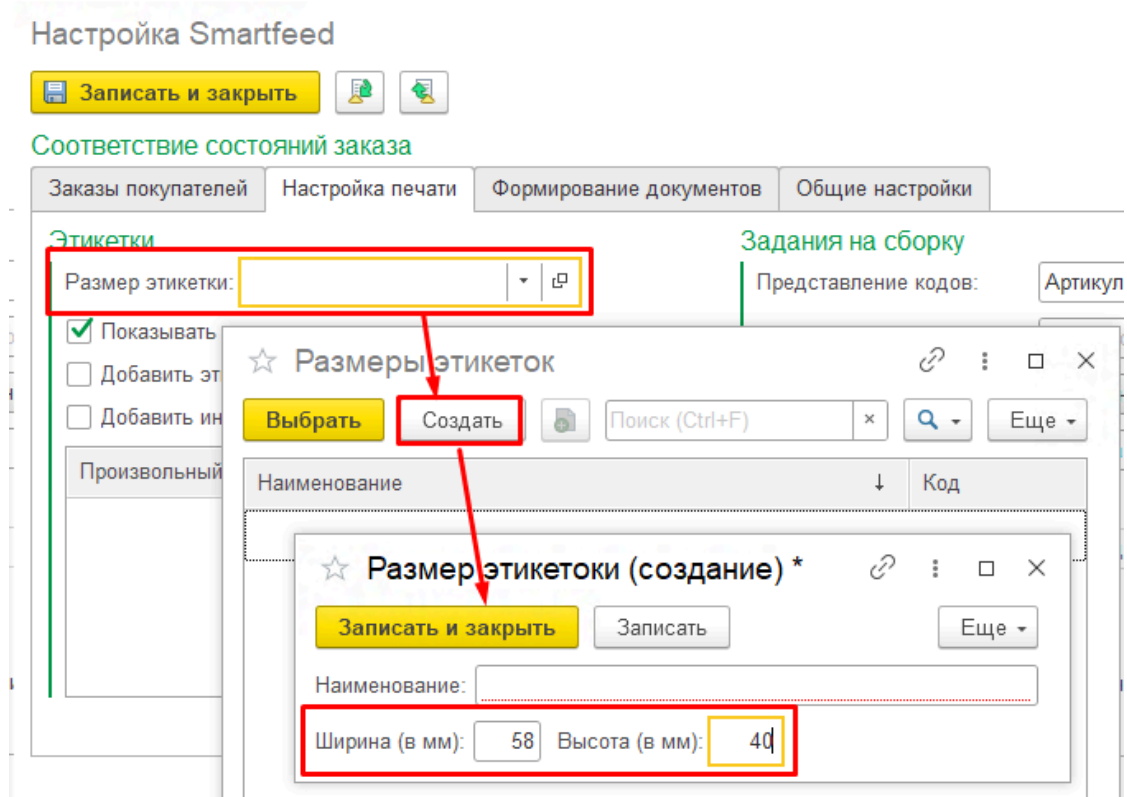 Настройка Smartfeed
Записать и закрыть
Соответствие состояний заказа
Заказы покупателей Настройка печати Формирование документов Общие настройки
Этикетки Задания на сборку
Размер этикетки: Представление кодов: Артикул
Показывать
Добавить эт
Добавить ин
Произвольный
Размеры этикеток
Выбрать Создать Поиск (Ctrl+F) × Еще
Наименование ↓ Код
Размер этикетоки (создание) *
Записать и закрыть Записать Еще
Наименование:
Ширина (в мм): 58 Высота (в мм): 40